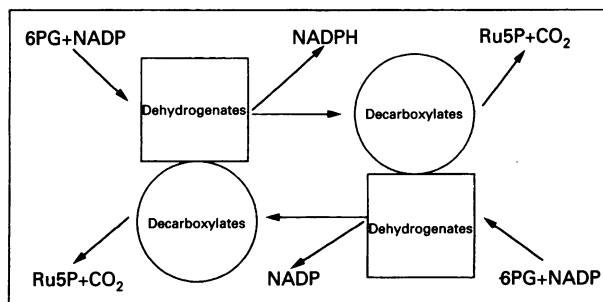 6PG+NADP
NADPH
Ru5P+CO2
Dehydrogenates
Decarboxylates
Decarboxylates
Dehydrogenates
Ru5P+CO2
NADP
6PG+NADP